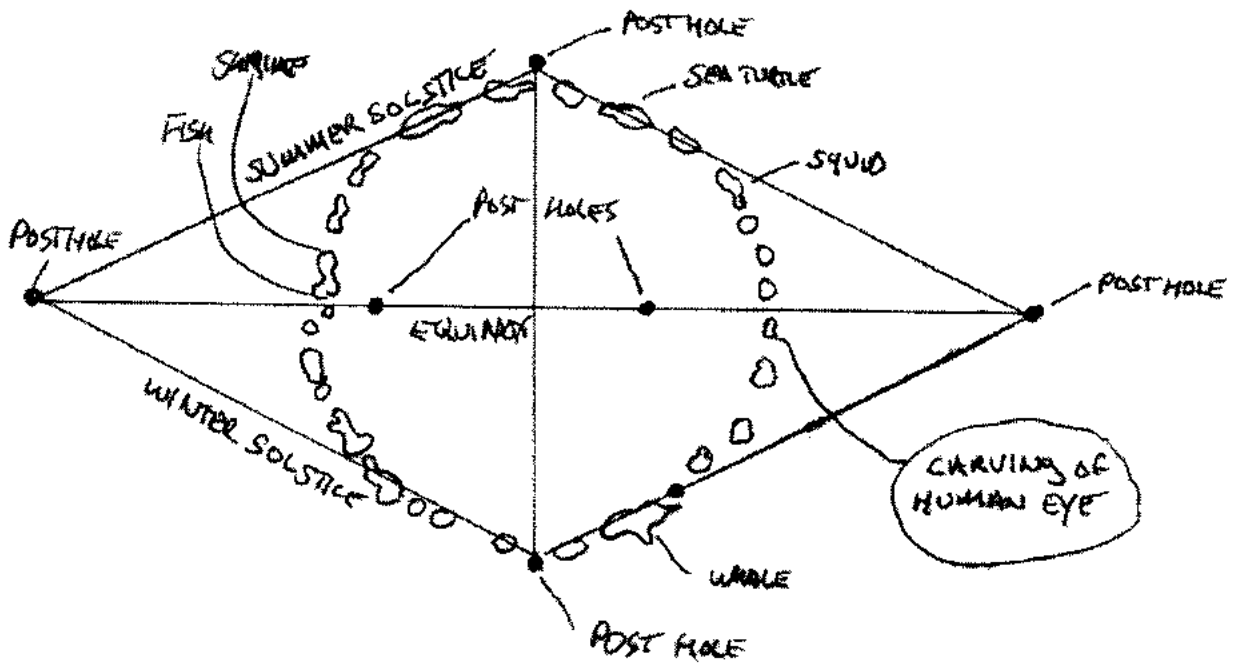 POST HOLE
SEA TURTLE
FISH
SUMMER SOLSTICE
SQUID
POST HOLES
POST HOLE
POST HOLE
EQUINOX
WINTER SOLSTICE
CARVING OF
HUMAN EYE
WHALE
POST HOLE